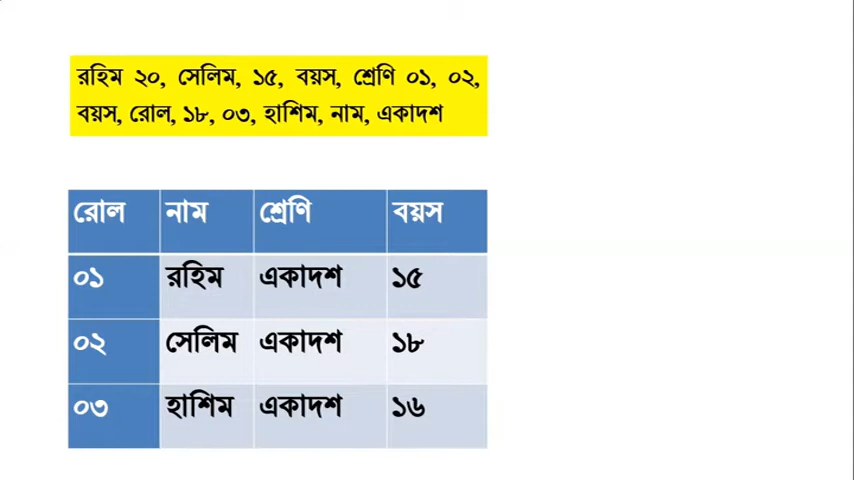 রহিম ২০, সেলিম, ১৫, বয়স, শ্রেণি ০১, ০২,
বয়স, রোল, ১৮, ০৩, হাশিম, নাম, একাদশ
রোল নাম শ্রেণি বয়স
০১ রহিম একাদশ ১৫
০২ সেলিম একাদশ ১৮
০৩ হাশিম একাদশ ১৬